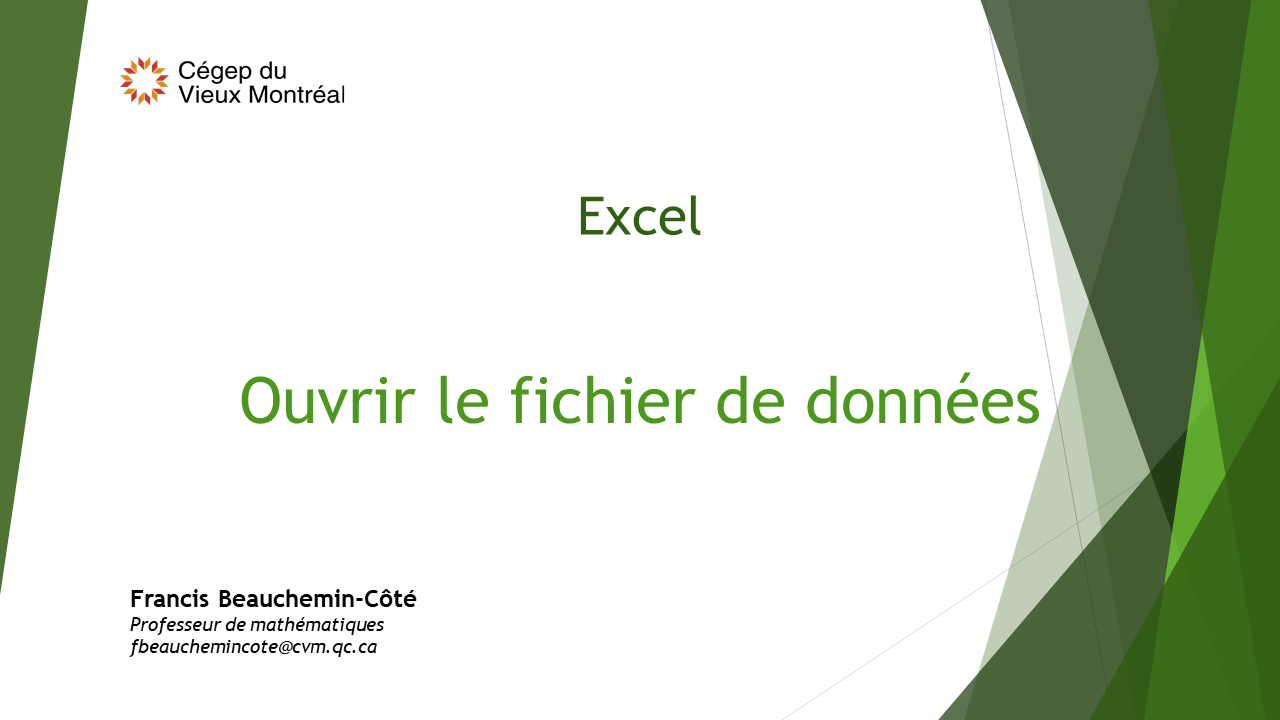 Cégep du
Vieux Montréal
Excel
Ouvrir le fichier de données
Francis Beauchemin-Côté
Professeur de mathématiques
fbeauchemincote@cvm.qc.ca